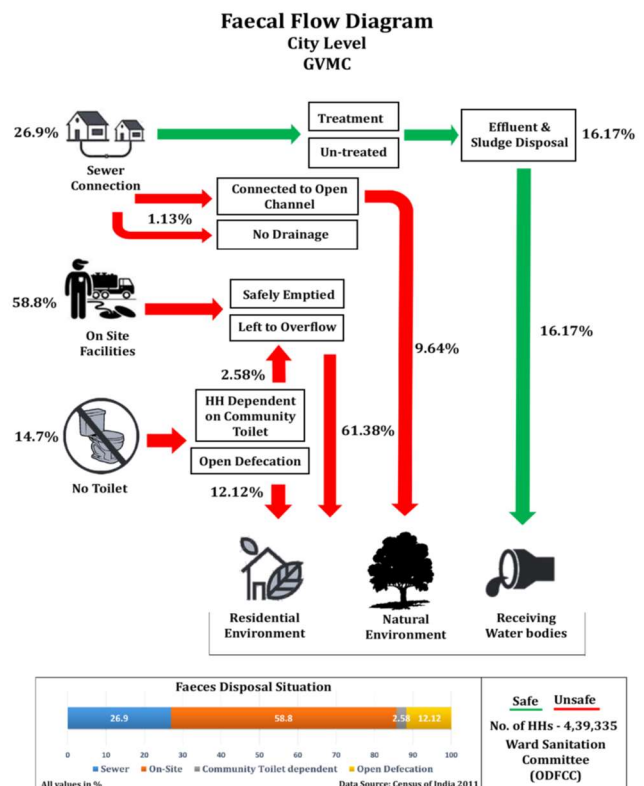 Faecal Flow Diagram
City Level
GVMC
26.9%
Sewer
Connection
Treatment
Un-treated
Effluent &
Sludge Disposal
16.17%
Connected to Open
Channel
1.13%
No Drainage
58.8%
On Site
Facilities
Safely Emptied
Left to Overflow
16.17%
9.64%
2.58%
HH Dependent
on Community
Toilet
61.38%
14.7%
No Toilet
Open Defecation
12.12%
Residential
Environment
Natural
Environment
Receiving
Water bodies
Faeces Disposal Situation
26.9 58.8 2.58 12.12
0 10 20 30 40 50 60 70 80 90 100
Sewer On-Site Community Toilet dependent Open Defecation
All values in % Data Source: Census of India 2011
Safe Unsafe
No. of HHs - 4,39,335
Ward Sanitation
Committee
(ODFCC)